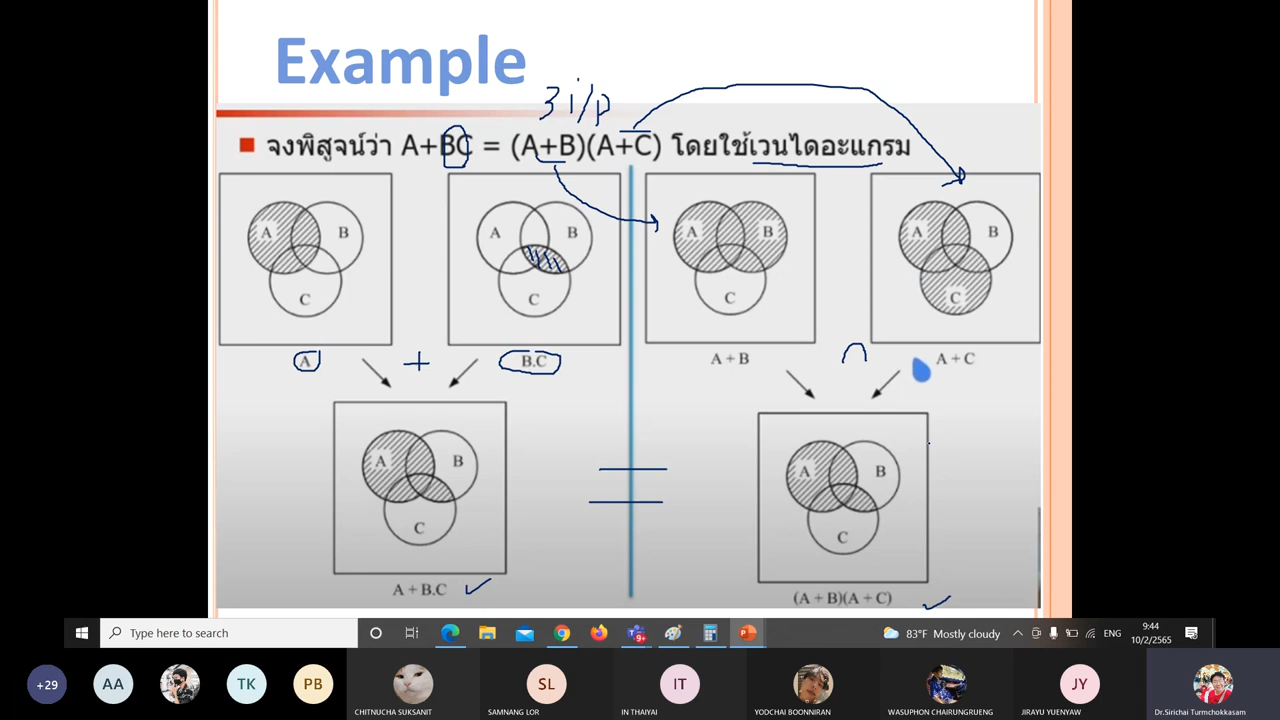 Example
3 i/p
จงพิสูจน์ว่า A+BC = (A+B)(A+C) โดยใช้เวนไดอะแกรม
A B C
A B C
A B C
A B C
A + B.C A + B ∩ A + C
A B C
A B C
=
A + B.C ✓
(A + B)(A + C) ✓
Type here to search
9+
83°F Mostly cloudy
ENG
9:44
10/2/2565
+29
AA
TK
PB
SL
IT
JY
CHITNUCHA SUKSANIT
SAMNANG LOR
IN THAIYAI
YODCHAI BOONNIRAN
WASUPHON CHAIRUNGRUENG
JIRAYU YUENYAW
Dr.Sirichai Turmchokkasam